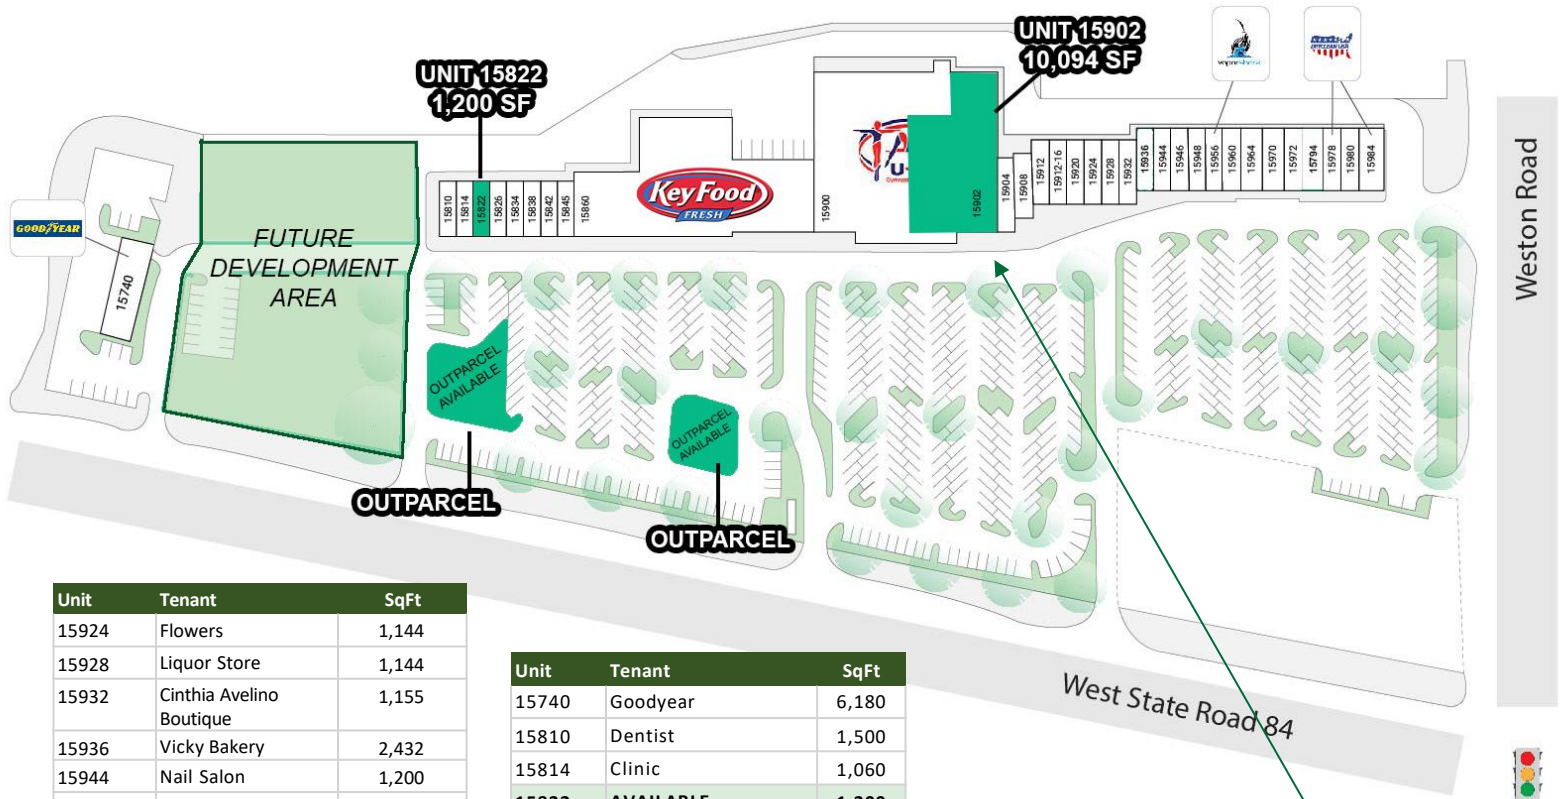 UNIT 15822
1,200 SF
UNIT 15902
10,094 SF
GOODYEAR
15740
FUTURE
DEVELOPMENT
AREA
15810
15814
15822
15826
15834
15838
15842
15845
15860
KeyFood
FRESH
15900
U-
15902
15904
15908
15912
15912-16
15920
15924
15928
15932
15936
15944
15946
15948
15956
15960
15964
15970
15972
15794
15978
15980
15984
Weston Road
OUTPARCEL
AVAILABLE
OUTPARCEL
AVAILABLE
OUTPARCEL
OUTPARCEL
West State Road 84
Unit Tenant SqFt
15924 Flowers 1,144
15928 Liquor Store 1,144
15932 Cinthia Avelino 1,155
Boutique
15936 Vicky Bakery 2,432
15944 Nail Salon 1,200
Unit Tenant SqFt
15740 Goodyear 6,180
15810 Dentist 1,500
15814 Clinic 1,060
15822 AVAILABLE 1,200